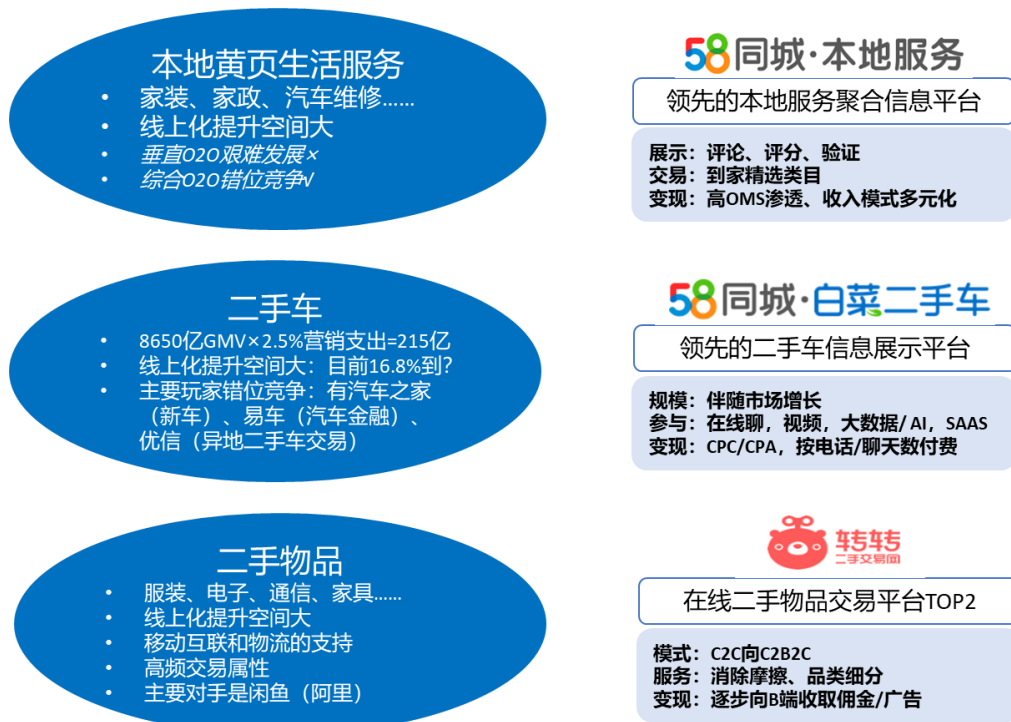 本地黄页生活服务
• 家装、家政、汽车维修……
• 线上化提升空间大
• 垂直O2O艰难发展×
• 综合O2O错位竞争√
58同城·本地服务
领先的本地服务聚合信息平台
展示：评论、评分、验证
交易：到家精选类目
变现：高OMS渗透、收入模式多元化
二手车
• 8650亿GMV×2.5%营销支出=215亿
• 线上化提升空间大：目前16.8%到？
• 主要玩家错位竞争：有汽车之家
（新车）、易车（汽车金融）、
优信（异地二手车交易）
58同城·白菜二手车
领先的二手车信息展示平台
规模：伴随市场增长
参与：在线聊，视频，大数据/ AI，SAAS
变现：CPC/CPA，按电话/聊天数付费
二手物品
• 服装、电子、通信、家具……
• 线上化提升空间大
• 移动互联和物流的支持
• 高频交易属性
• 主要对手是闲鱼（阿里）
转转
二手交易网
在线二手物品交易平台TOP2
模式：C2C向C2B2C
服务：消除摩擦、品类细分
变现：逐步向B端收取佣金/广告